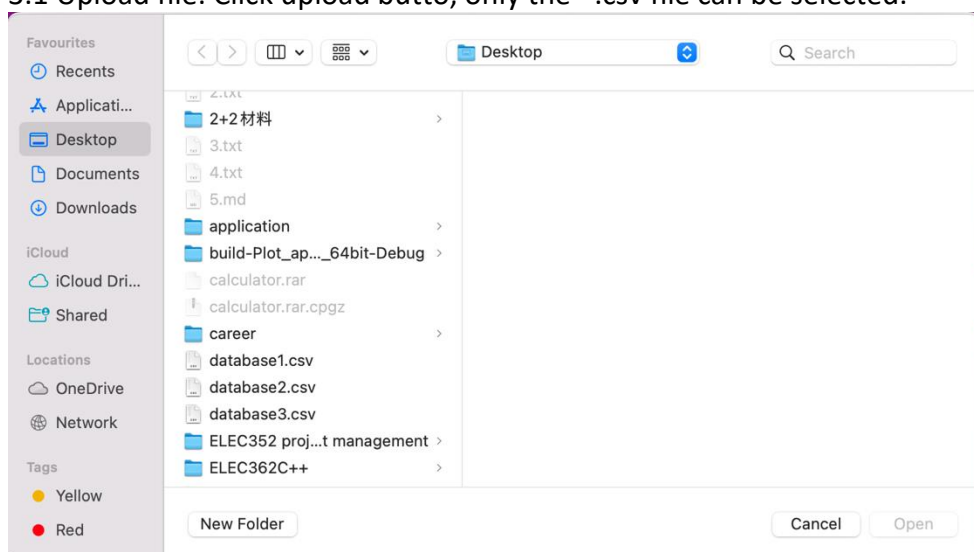 3.1 Upload file: Click upload butto, only the *.csv file can be selected.
Favourites
Recents
Applicati...
Desktop
Documents
Downloads
iCloud
iCloud Dri...
Shared
Locations
OneDrive
Network
Tags
Yellow
Red
Desktop
Search
2.txt
2+2材料
3.txt
4.txt
5.md
application
build-Plot_ap..._64bit-Debug
calculator.rar
calculator.rar.cpgz
career
database1.csv
database2.csv
database3.csv
ELEC352 proj...t management
ELEC362C++
New Folder
Cancel
Open